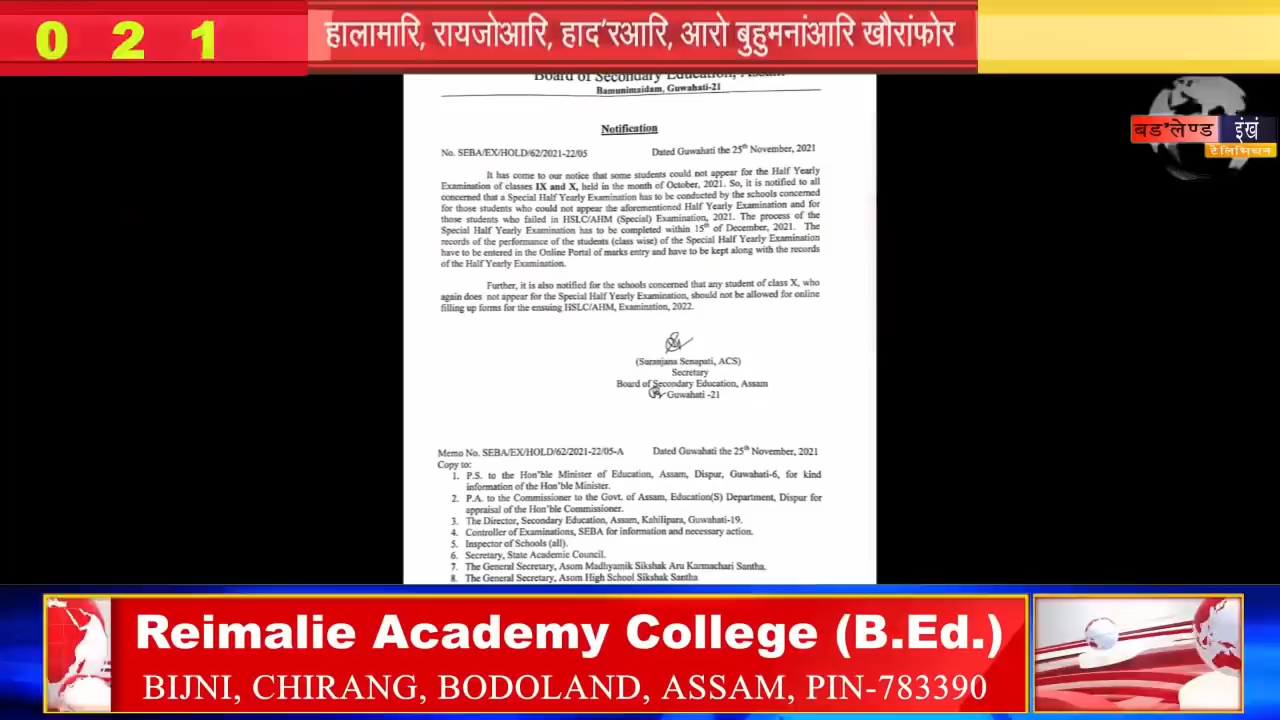 0 2 1
हालामारि, रायजोआरि, हाद'रआरि, आरो बुहुमनांआरि खौरांफोर
Board of Secondary Education, Assam
Bamunimaidam, Guwahati-21
बड'लेण्ड इंखं
टेलिभिषन
Notification
No. SEBA/EX/HOLD/62/2021-22/05 Dated Guwahati the 25th November, 2021
It has come to our notice that some students could not appear for the Half Yearly
Examination of classes IX and X, held in the month of October, 2021. So, it is notified to all
concerned that a Special Half Yearly Examination has to be conducted by the schools concerned
for those students who could not appear the aforementioned Half Yearly Examination and for
those students who failed in HSLC/AHM (Special) Examination, 2021. The process of the
Special Half Yearly Examination has to be completed within 15th of December, 2021. The
records of the performance of the students (class wise) of the Special Half Yearly Examination
have to be entered in the Online Portal of marks entry and have to be kept along with the records
of the Half Yearly Examination.
Further, it is also notified for the schools concerned that any student of class X, who
again does not appear for the Special Half Yearly Examination, should not be allowed for online
filling up forms for the ensuing HSLC/AHM, Examination, 2022.
(Suranjana Senapati, ACS)
Secretary
Board of Secondary Education, Assam
Guwahati -21
Memo No. SEBA/EX/HOLD/62/2021-22/05-A Dated Guwahati the 25th November, 2021
Copy to:
1. P.S. to the Hon'ble Minister of Education, Assam, Dispur, Guwahati-6, for kind
information of the Hon'ble Minister.
2. P.A. to the Commissioner to the Govt. of Assam, Education(S) Department, Dispur for
appraisal of the Hon'ble Commissioner.
3. The Director, Secondary Education, Assam, Kahilipara, Guwahati-19.
4. Controller of Examinations, SEBA for information and necessary action.
5. Inspector of Schools (all).
6. Secretary, State Academic Council.
7. The General Secretary, Asom Madhyamik Sikshak Aru Karmachari Santha.
8. The General Secretary, Asom High School Sikshak Santha
Reimalie Academy College (B.Ed.)
BIJNI, CHIRANG, BODOLAND, ASSAM, PIN-783390